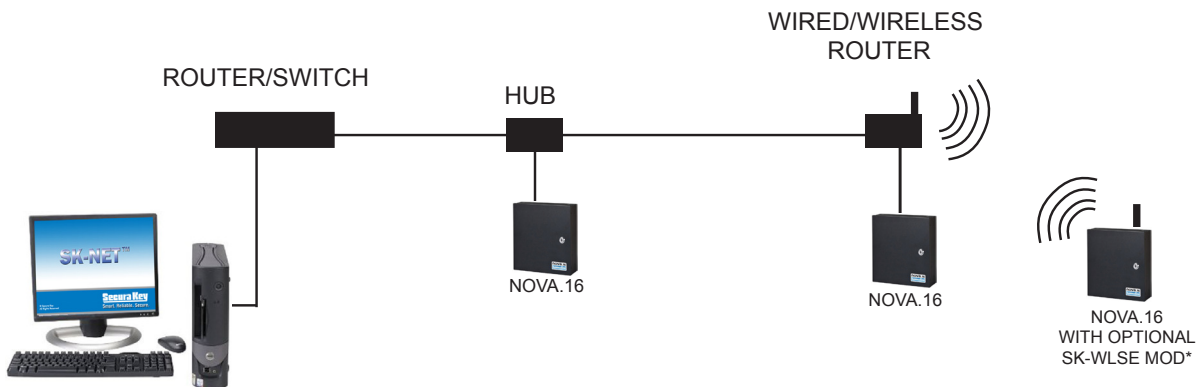 WIRED/WIRELESS
ROUTER
ROUTER/SWITCH
HUB
SK-NET™
Secura Key
Smart. Reliable. Secure.
NOVA.16
NOVA.16
NOVA.16
WITH OPTIONAL
SK-WLSE MOD*